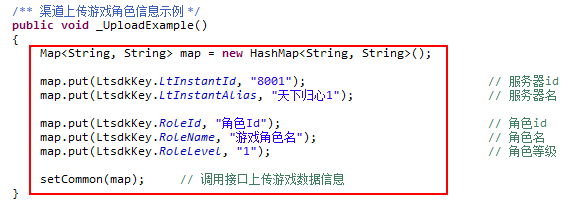 /** 渠道上传游戏角色信息示例 */
public void _UploadExample()
{
Map<String, String> map = new HashMap<String, String>();
map.put(LtsdkKey.LtInstantId, "8001"); // 服务器id
map.put(LtsdkKey.LtInstantAlias, "天下归心1"); // 服务器名
map.put(LtsdkKey.RoleId, "角色Id"); // 角色id
map.put(LtsdkKey.RoleName, "游戏角色名"); // 角色名
map.put(LtsdkKey.RoleLevel, "1"); // 角色等级
setCommon(map); // 调用接口上传游戏数据信息
}